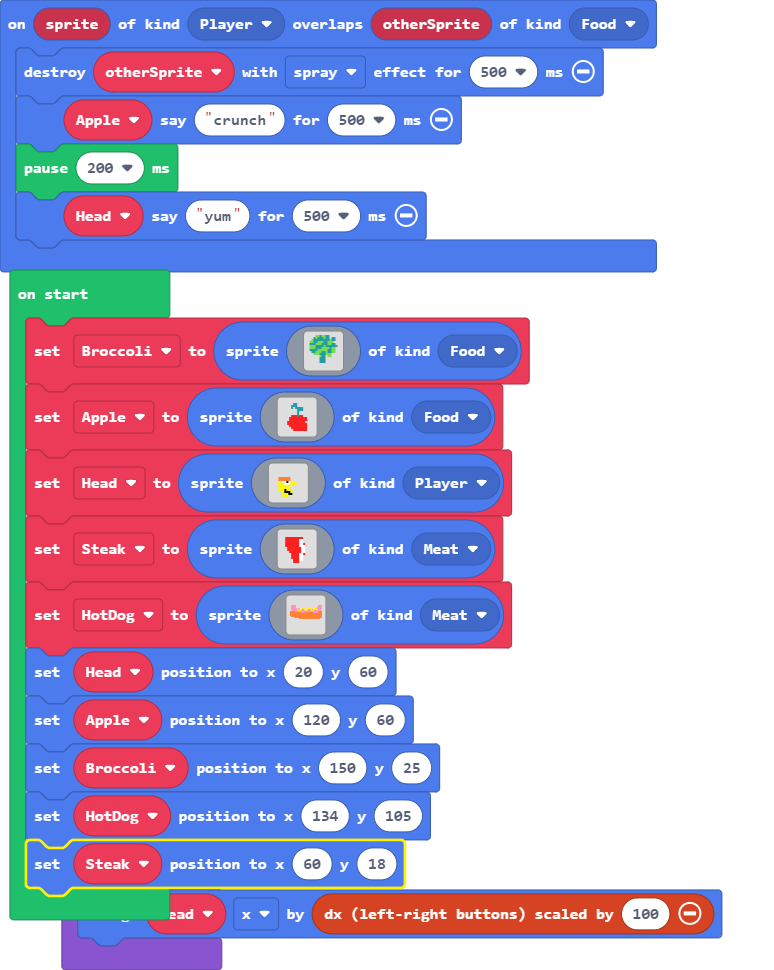 on sprite of kind Player overlaps otherSprite of kind Food
destroy otherSprite with spray effect for 500 ms
Apple say "crunch" for 500 ms
pause 200 ms
Head say "yum" for 500 ms
on start
set Broccoli to sprite of kind Food
set Apple to sprite of kind Food
set Head to sprite of kind Player
set Steak to sprite of kind Meat
set HotDog to sprite of kind Meat
set Head position to x 20 y 60
set Apple position to x 120 y 60
set Broccoli position to x 150 y 25
set HotDog position to x 134 y 105
set Steak position to x 60 y 18
x by dx (left-right buttons) scaled by 100